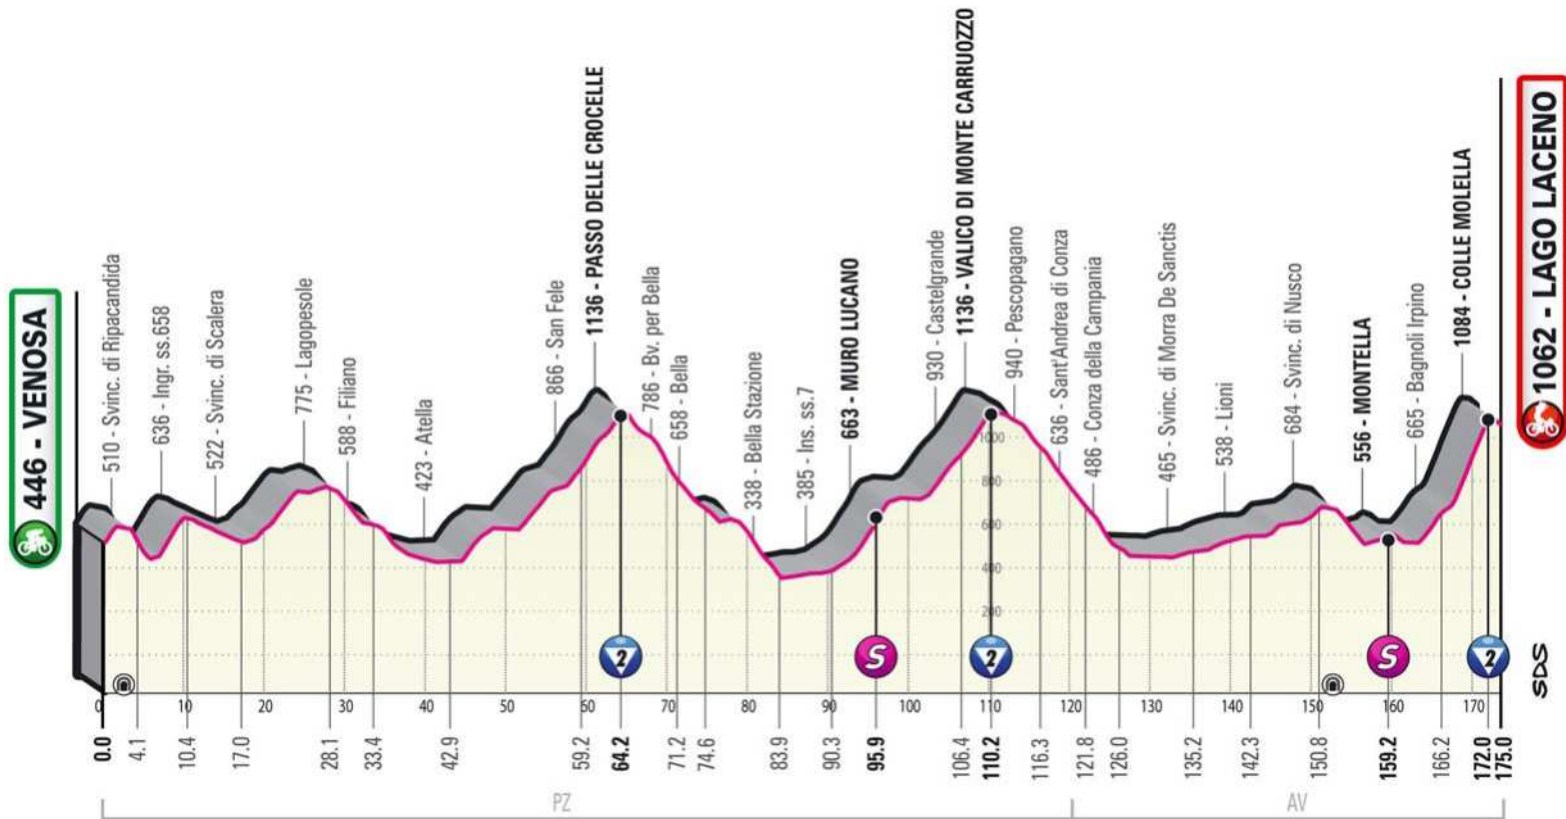 446 - VENOSA
510 - Svinc. di Ripacandida
636 - Ingr. ss.658
522 - Svinc. di Scalera
775 - Lagopesole
588 - Filiano
423 - Atella
866 - San Fele
1136 - PASSO DELLE CROCELLE
786 - Bv. per Bella
658 - Bella
338 - Bella Stazione
385 - Ins. ss.7
663 - MURO LUCANO
930 - Castelgrande
1136 - VALICO DI MONTE CARRUOZZO
940 - Pescopagano
636 - Sant'Andrea di Conza
486 - Conza della Campania
465 - Svinc. di Morra De Sanctis
538 - Lioni
684 - Svinc. di Nusco
556 - MONTELLA
665 - Bagnoli Irpino
1084 - COLLE MOLELLA
1062 - LAGO LACENO
1000
800
600
400
200
2 S 2 S 2
SDS
0 10 20 30 40 50 60 70 80 90 100 110 120 130 140 150 160 170
0.0 4.1 10.4 17.0 28.1 33.4 42.9 59.2 64.2 71.2 74.6 83.9 90.3 95.9 106.4 110.2 116.3 121.8 126.0 135.2 142.3 150.8 159.2 166.2 172.0 175.0
PZ AV